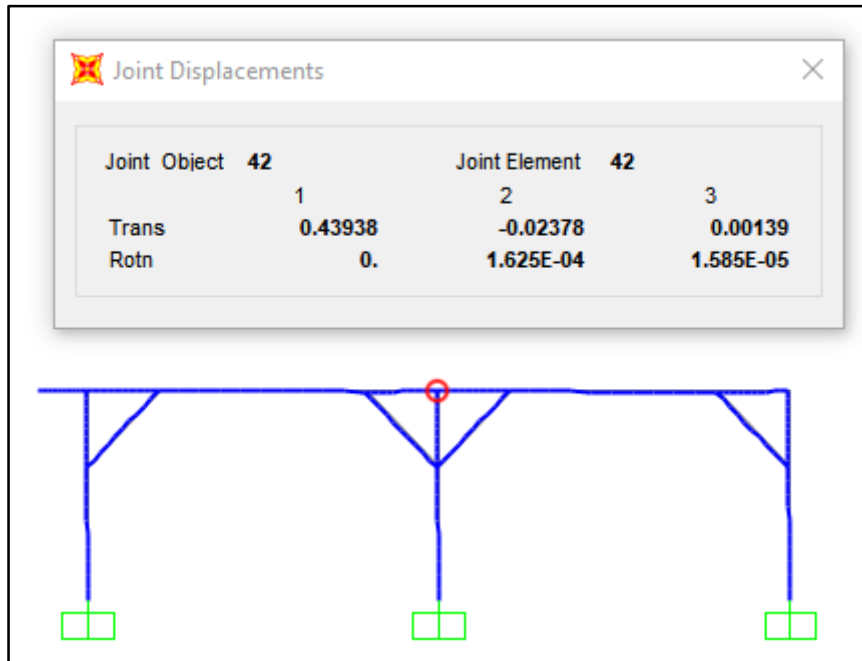 Joint Displacements
Joint Object 42 Joint Element 42
1 2 3
Trans 0.43938 -0.02378 0.00139
Rotn 0. 1.625E-04 1.585E-05